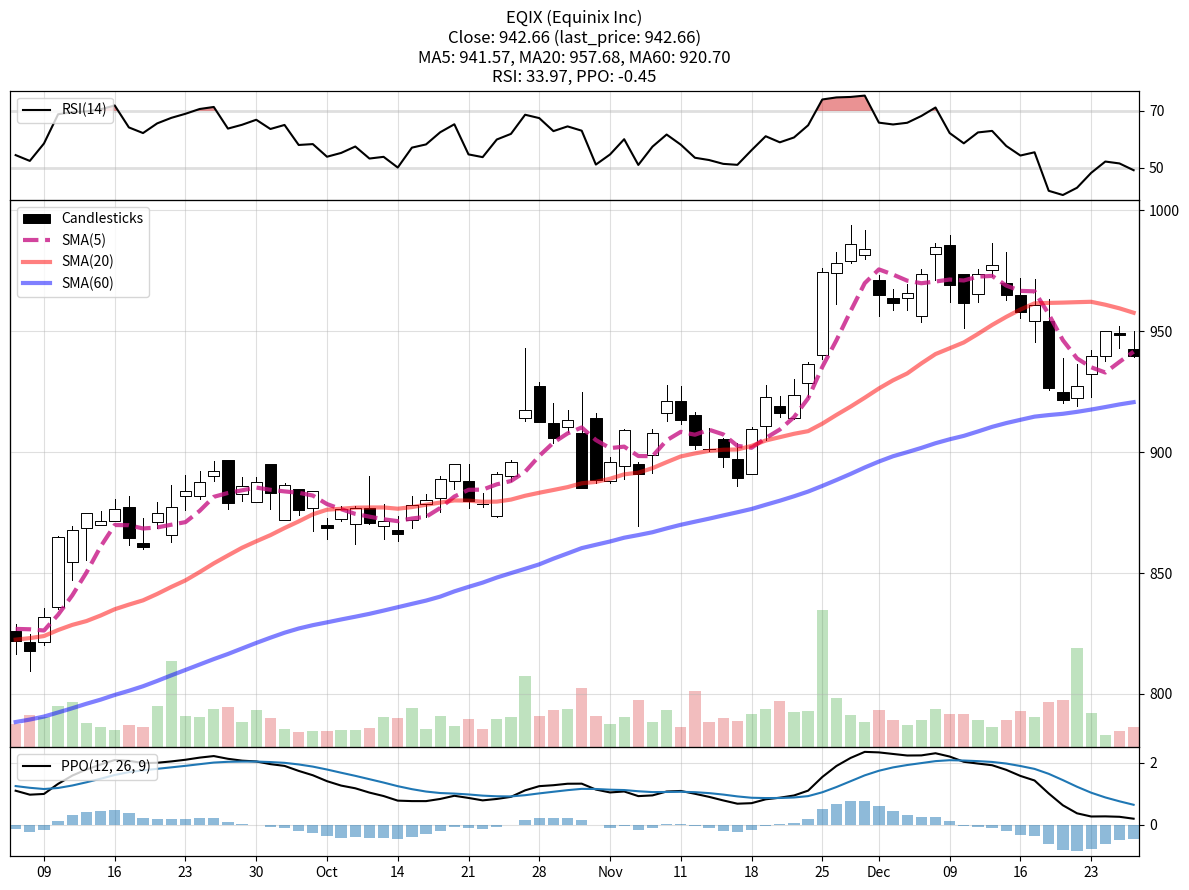 EQIX (Equinix Inc)
Close: 942.66 (last_price: 942.66)
MA5: 941.57, MA20: 957.68, MA60: 920.70
RSI: 33.97, PPO: -0.45
RSI(14)
70
50
Candlesticks
SMA(5)
SMA(20)
SMA(60)
1000
950
900
850
800
PPO(12, 26, 9)
2
0
09 16 23 30 Oct 14 21 28 Nov 11 18 25 Dec 09 16 23